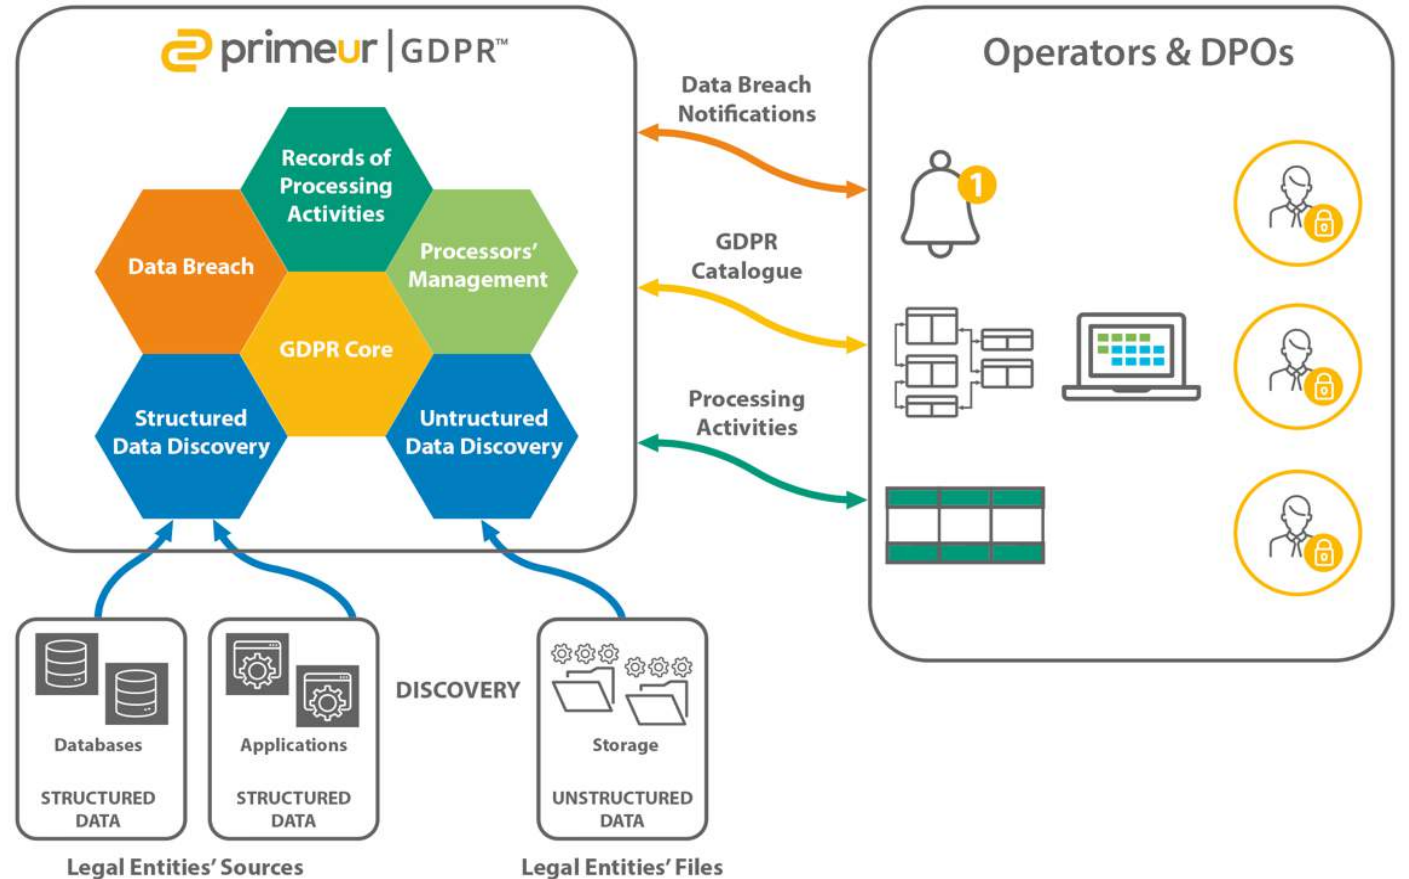 primeur | GDPR™
Records of
Processing
Activities
Data Breach
Processors'
Management
GDPR Core
Structured
Data Discovery
Untructured
Data Discovery
Data Breach
Notifications
GDPR
Catalogue
Processing
Activities
Operators & DPOs
1
DISCOVERY
Databases
STRUCTURED
DATA
Applications
STRUCTURED
DATA
Storage
UNSTRUCTURED
DATA
Legal Entities' Sources
Legal Entities' Files